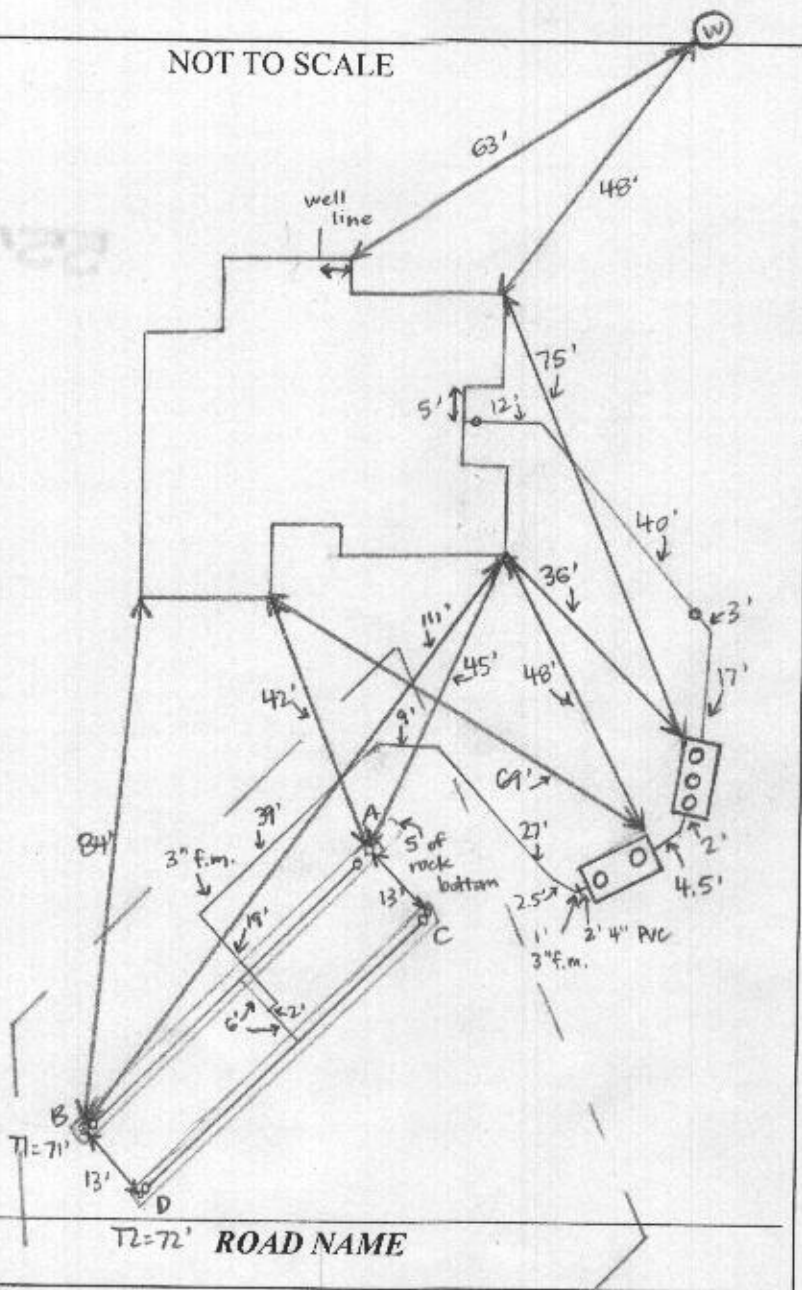 W
NOT TO SCALE
63'
48'
well
line
75'
5'
12'
40'
36'
3'
111'
45'
48'
17'
42'
9'
69'
39'
A
84'
5' of
rock
bottom
27'
2'
3" f.m.
4.5'
13'
25'
C
19'
1'
2' 4" PVC
3" f.m.
2'
6'
B
T1=71'
13'
D
T2=72'
ROAD NAME